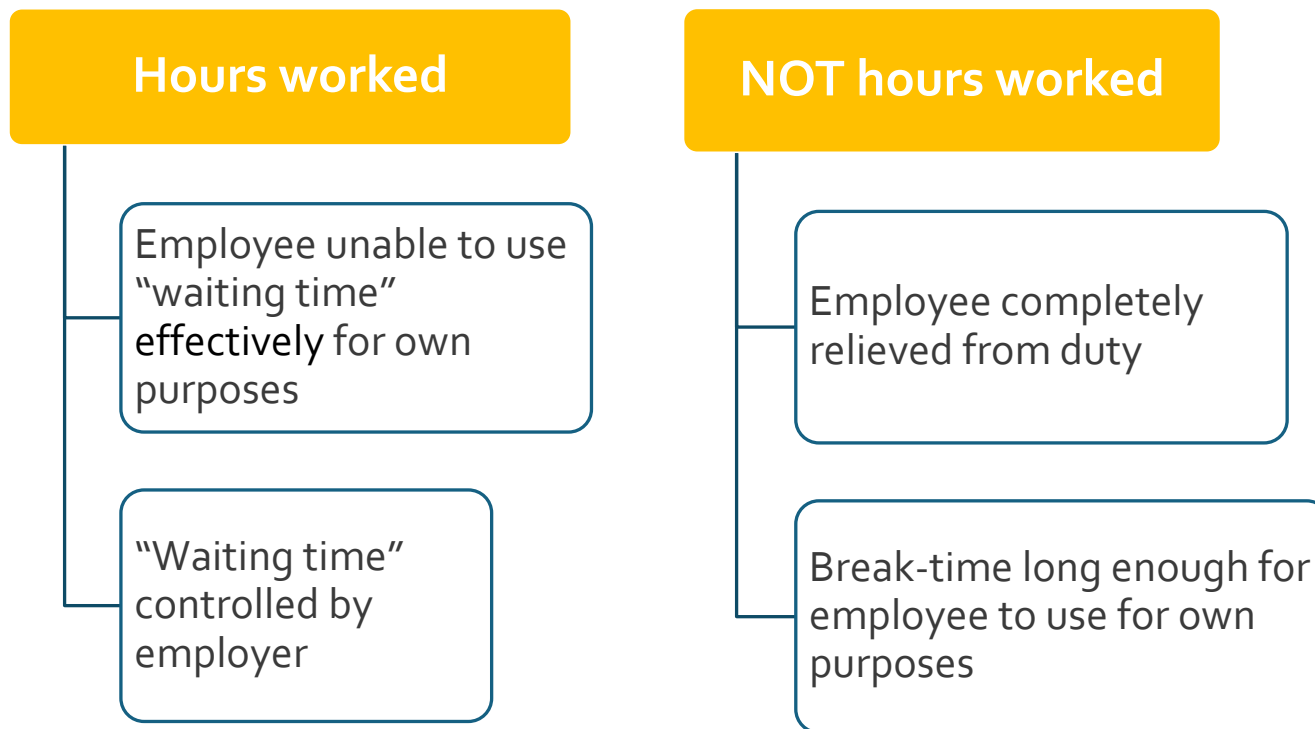 Hours worked
Employee unable to use
“waiting time”
effectively for own
purposes
“Waiting time”
controlled by
employer
NOT hours worked
Employee completely
relieved from duty
Break-time long enough for
employee to use for own
purposes